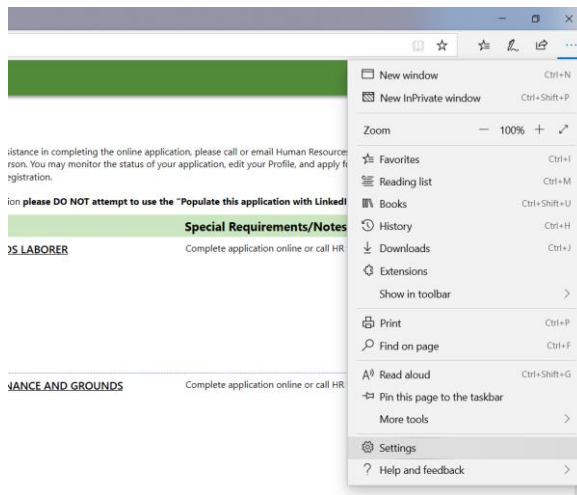 New window Ctrl+N
New InPrivate window Ctrl+Shift+P
Zoom — 100% +
Favorites Ctrl+I
Reading list Ctrl+M
Books Ctrl+Shift+U
History Ctrl+H
Downloads Ctrl+J
Extensions
Show in toolbar >
Print Ctrl+P
Find on page Ctrl+F
Read aloud Ctrl+Shift+G
Pin this page to the taskbar
More tools >
Settings
? Help and feedback >
sistance in completing the online application, please call or email Human Resources
rson. You may monitor the status of your application, edit your Profile, and apply f
egistration.
ion please DO NOT attempt to use the "Populate this application with LinkedI
Special Requirements/Notes
DS LABORER Complete application online or call HR
NANCE AND GROUNDS Complete application online or call HR